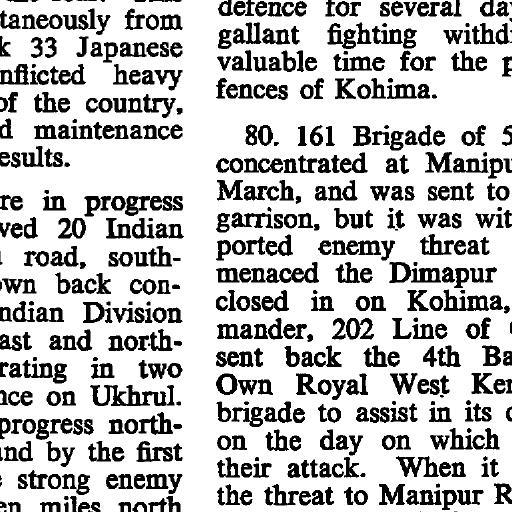 taneously from
k 33 Japanese
nflicted heavy
of the country,
d maintenance
esults.
re in progress
ved 20 Indian
road, south-
own back con-
ndian Division
ast and north-
rating in two
nce on Ukhrul.
progress north-
und by the first
strong enemy
en miles north
defence for several day
gallant fighting withd
valuable time for the p
fences of Kohima.
80. 161 Brigade of 5
concentrated at Manipu
March, and was sent to
garrison, but it was wit
ported enemy threat
menaced the Dimapur
closed in on Kohima,
mander, 202 Line of
sent back the 4th Ba
Own Royal West Ken
brigade to assist in its
on the day on which
their attack. When it
the threat to Manipur R